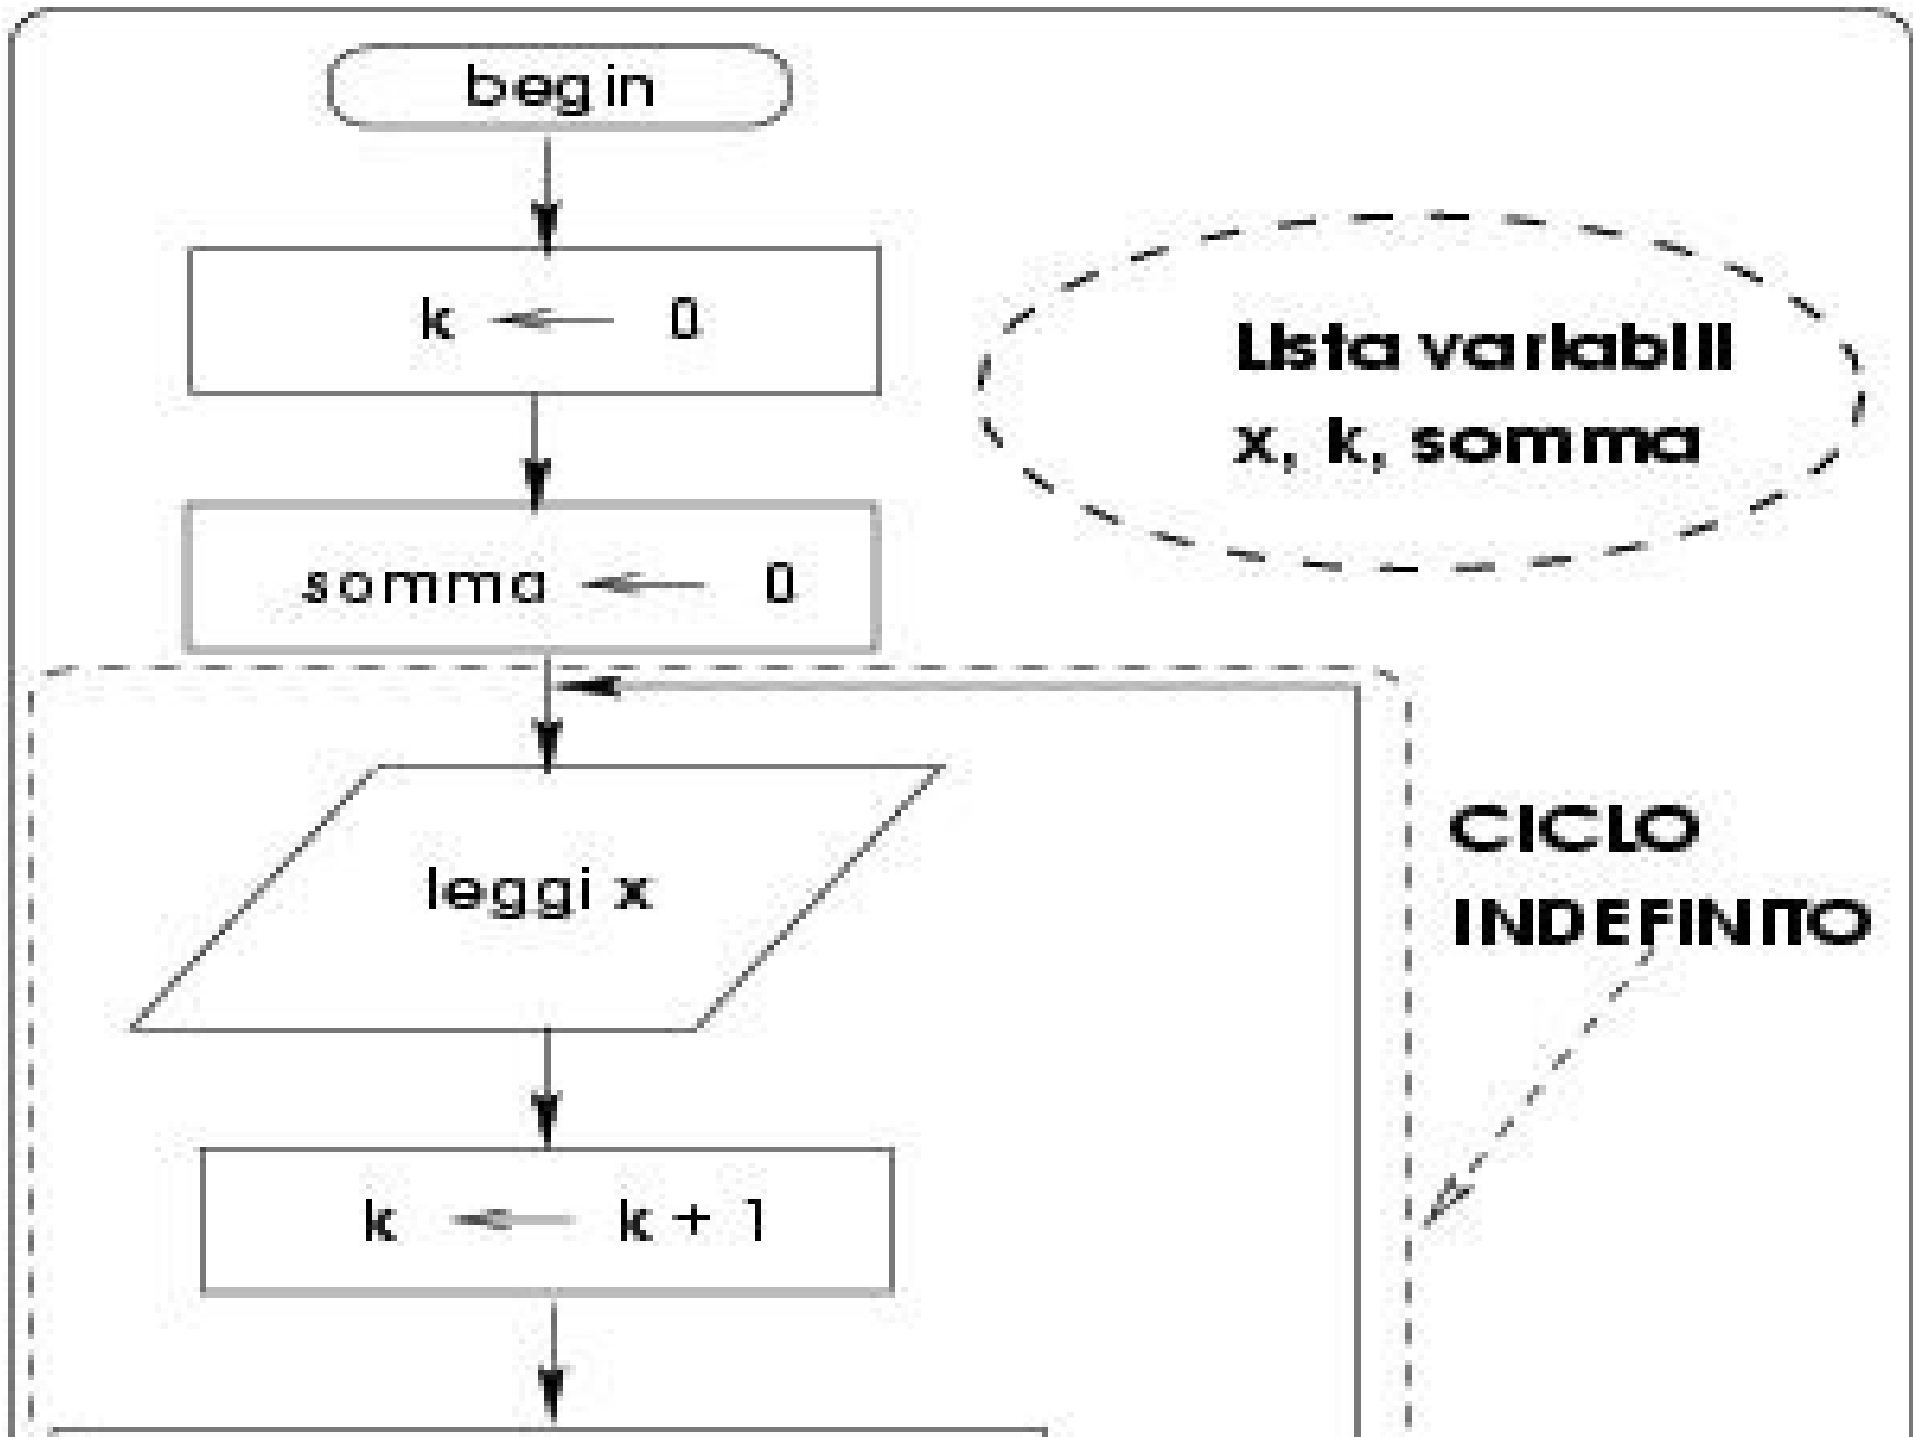 begin
k ← 0
Lista variabili
x, k, somma
somma ← 0
leggi x
CICLO
INDEFINITO
k ← k + 1